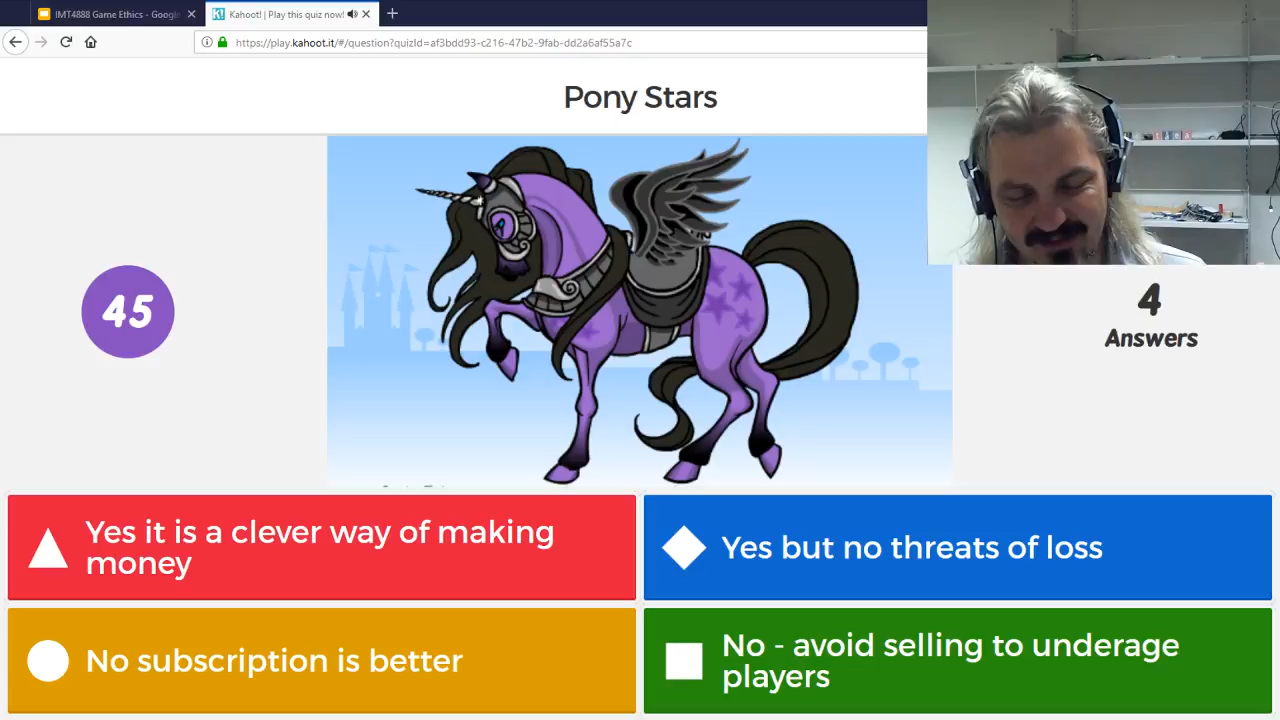 IMT4888 Game Ethics - Google
Kahoot! | Play this quiz now!
https://play.kahoot.it/#/question?quizId=af3bdd93-c216-47b2-9fab-dd2a6af55a7c
Pony Stars
45
4
Answers
Yes it is a clever way of making
money
Yes but no threats of loss
No subscription is better
No - avoid selling to underage
players